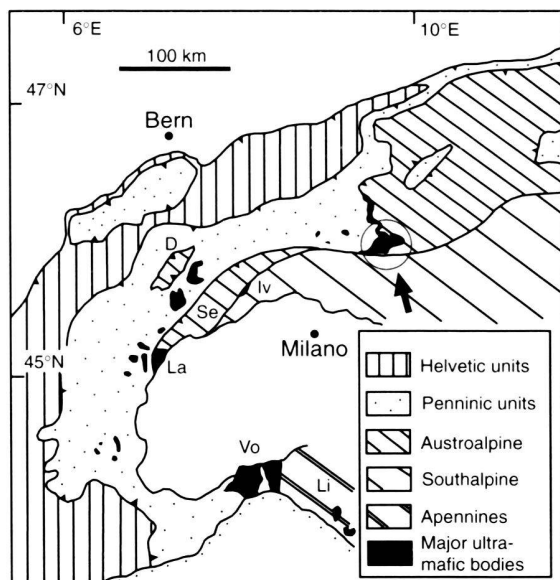 6°E
10°E
100 km
47°N
Bern
D
Iv
Se
Milano
45°N
La
Vo
Li
Helvetic units
Penninic units
Austroalpine
Southalpine
Apennines
Major ultra-
mafic bodies